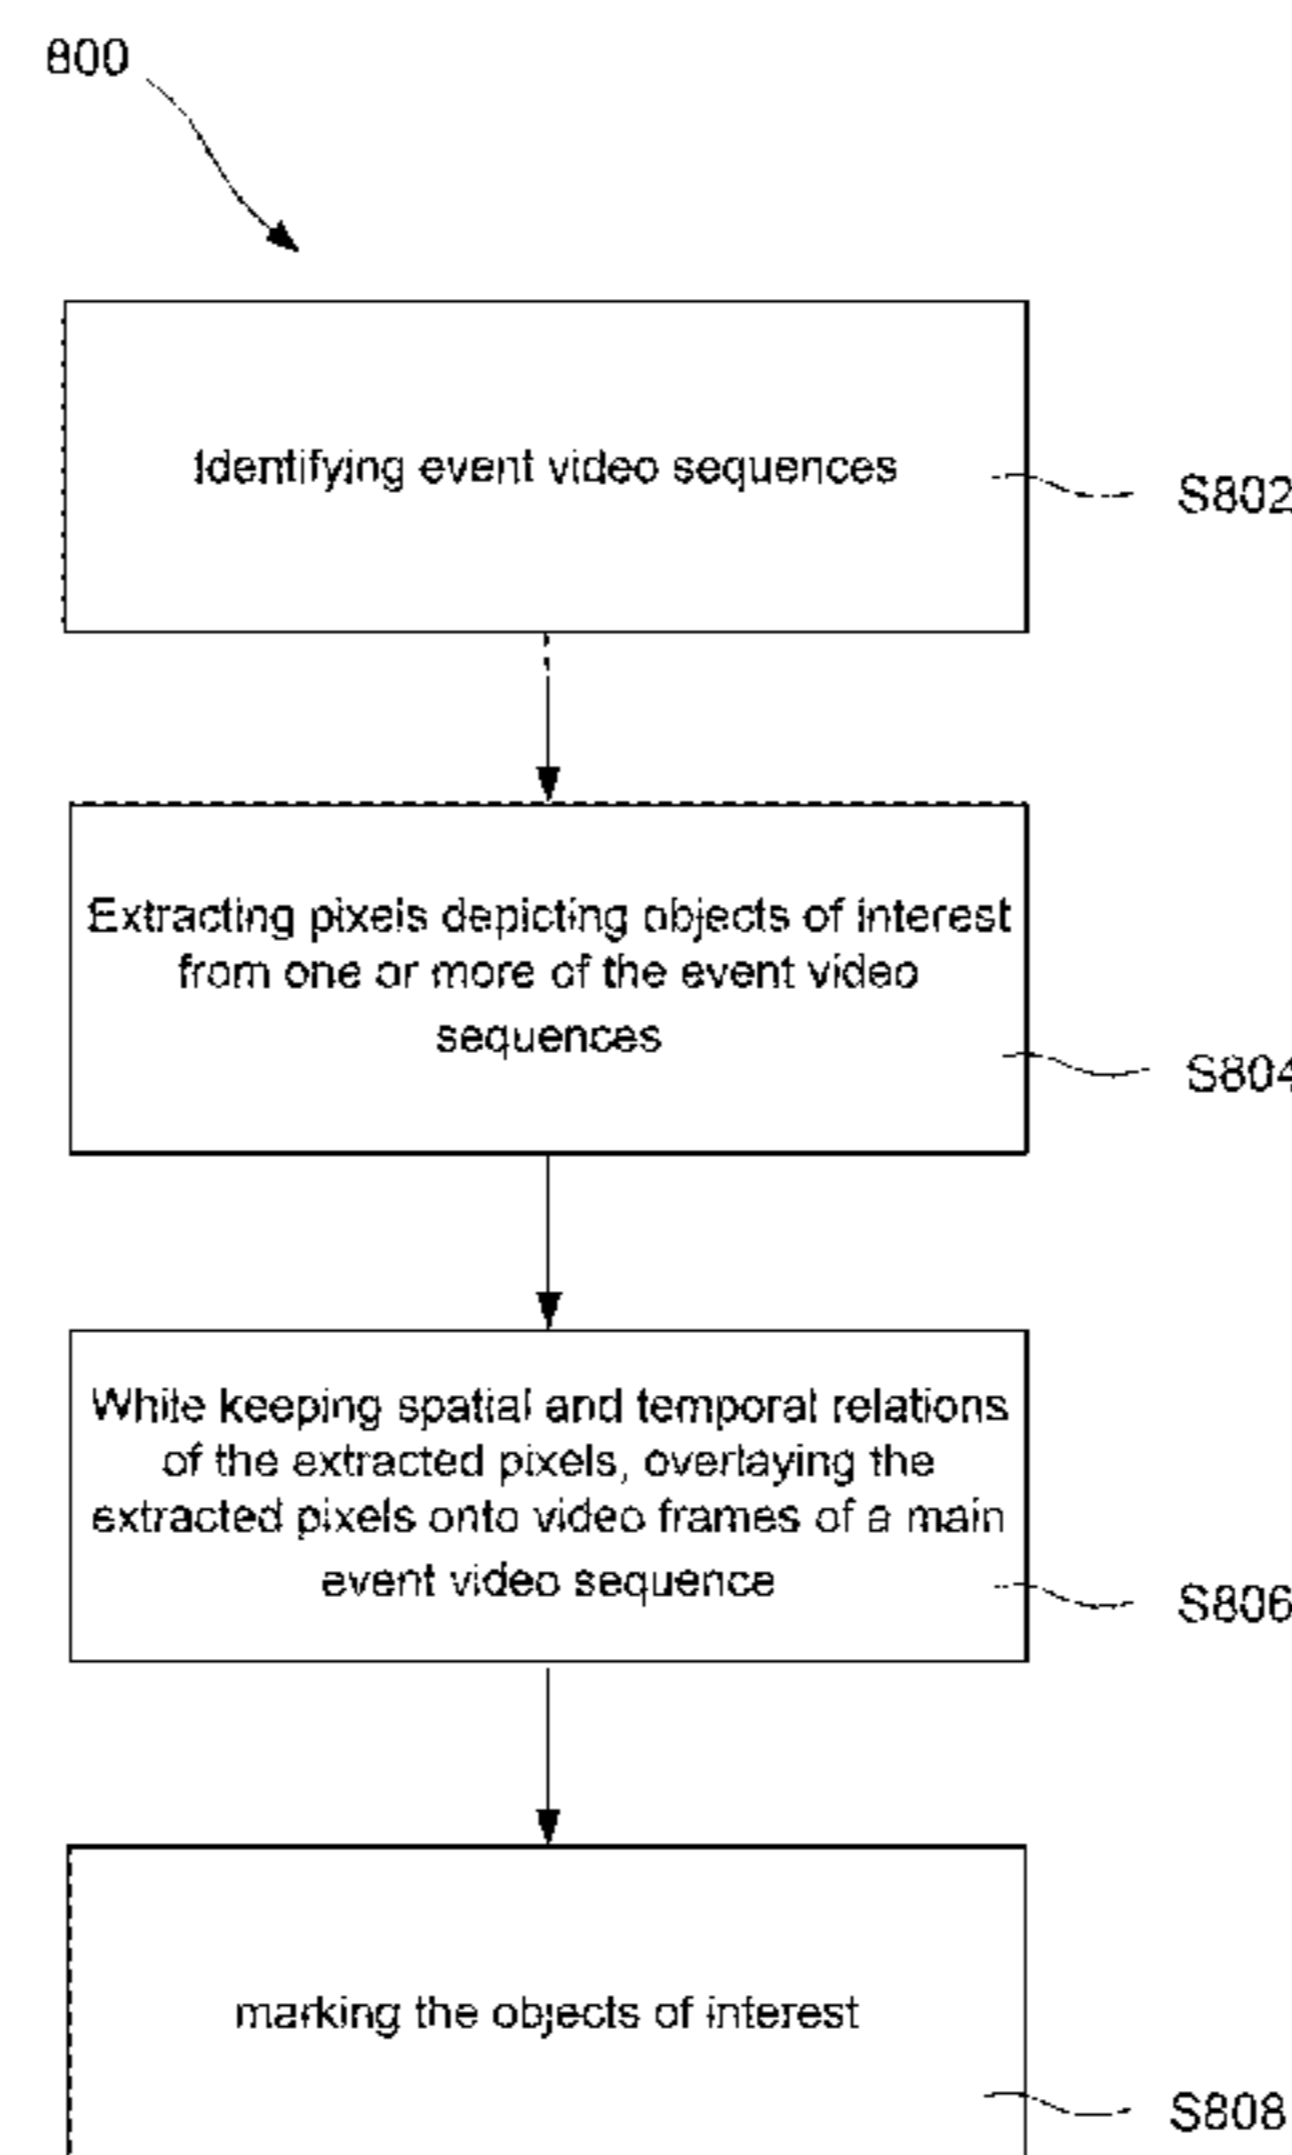 800
Identifying event video sequences
S802
Extracting pixels depicting objects of interest
from one or more of the event video
sequences
S804
While keeping spatial and temporal relations
of the extracted pixels, overlaying the
extracted pixels onto video frames of a main
event video sequence
S806
marking the objects of interest
S808